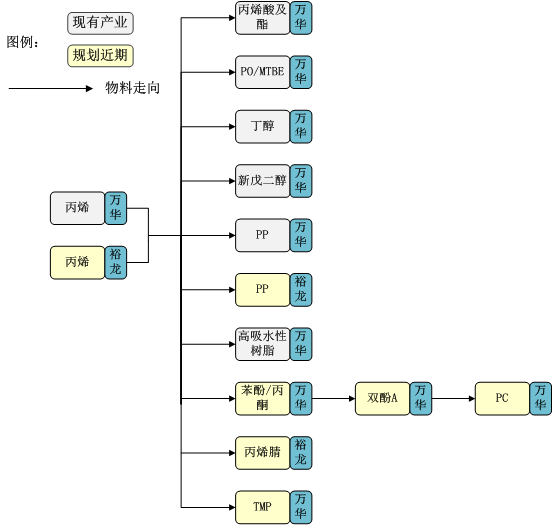 图例：
现有产业
规划近期
物料走向
丙烯酸及
酯
万
华
PO/MTBE
万
华
丁醇
万
华
新戊二醇
万
华
丙烯
万
华
PP
万
华
丙烯
裕
龙
PP
裕
龙
高吸水性
树脂
万
华
苯酚/丙
酮
万
华
双酚A
万
华
PC
万
华
丙烯腈
裕
龙
TMP
万
华